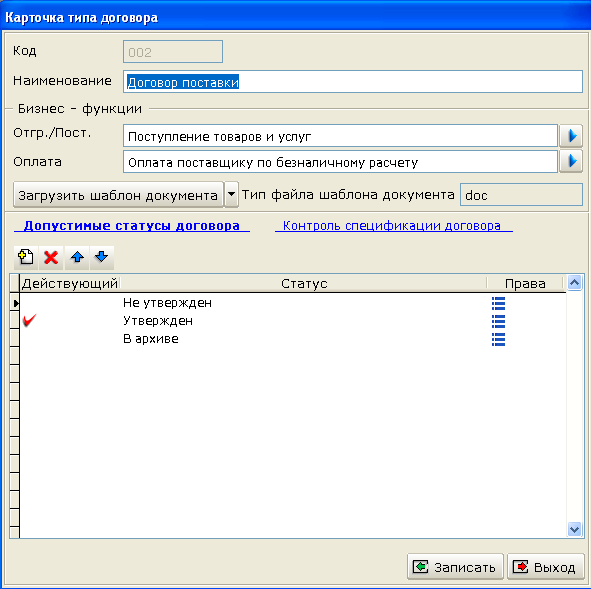 Карточка типа договора
Код 002
Наименование Договор поставки
Бизнес - функции
Отгр./Пост. Поступление товаров и услуг
Оплата Оплата поставщику по безналичному расчету
Загрузить шаблон документа Тип файла шаблона документа doc
Допустимые статусы договора Контроль спецификации договора
Действующий Статус Права
Не утвержден
Утвержден
В архиве
Записать Выход